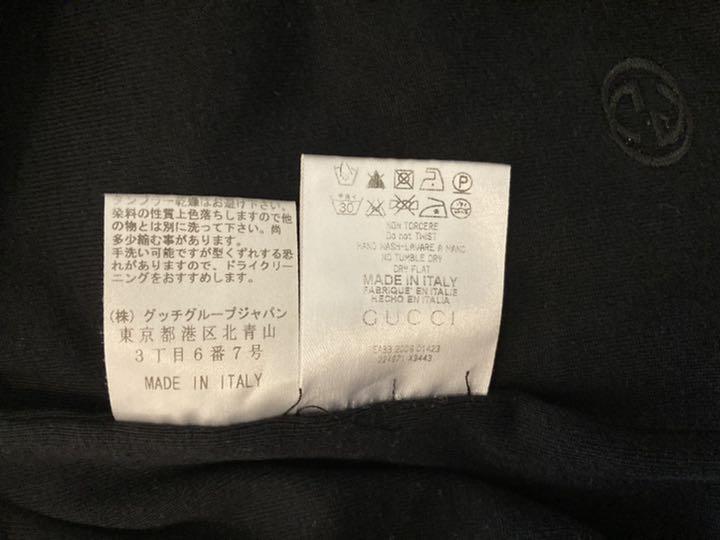 タンブラー乾燥はお避け下さい。
染料の性質上色落ちしますので他
の物とは別に洗って下さい。尚
多少縮む事があります。
手洗い可能ですが型くずれする恐
れがありますので、ドライクリー
ニングをおすすめします。
(株) グッチグループジャパン
東京都港区北青山
3丁目6番7号
MADE IN ITALY
P
30
NON TORCERE
Do not TWIST
HAND WASH-LAVARE A MANO
NO TUMBLE DRY
DRY FLAT
MADE IN ITALY
FABRIQUÉ EN ITALIE
HECHO EN ITALIA
GUCCI